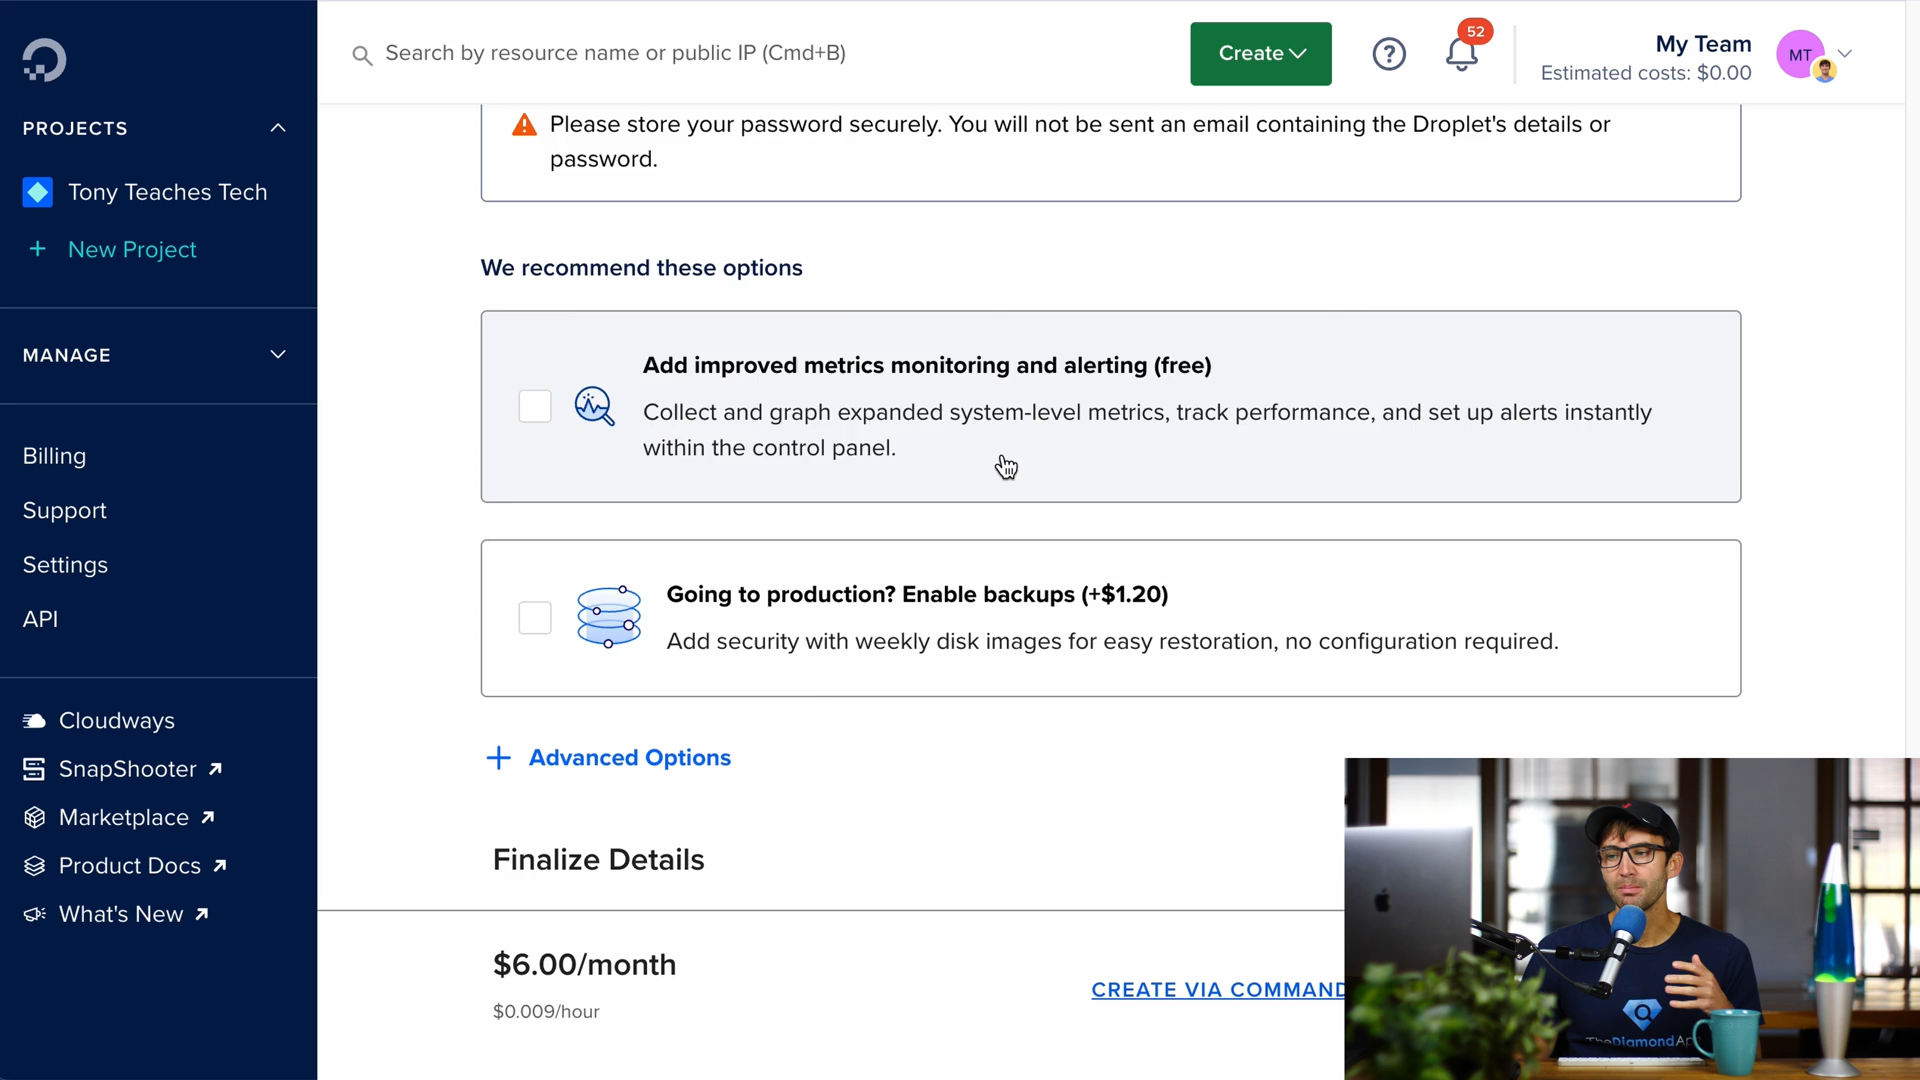 Search by resource name or public IP (Cmd+B)
Create
52
My Team
Estimated costs: $0.00
MT
PROJECTS
Tony Teaches Tech
+ New Project
MANAGE
Billing
Support
Settings
API
Cloudways
SnapShooter
Marketplace
Product Docs
What's New
Please store your password securely. You will not be sent an email containing the Droplet's details or
password.
We recommend these options
Add improved metrics monitoring and alerting (free)
Collect and graph expanded system-level metrics, track performance, and set up alerts instantly
within the control panel.
Going to production? Enable backups (+$1.20)
Add security with weekly disk images for easy restoration, no configuration required.
+ Advanced Options
Finalize Details
$6.00/month
$0.009/hour
CREATE VIA COMMAND